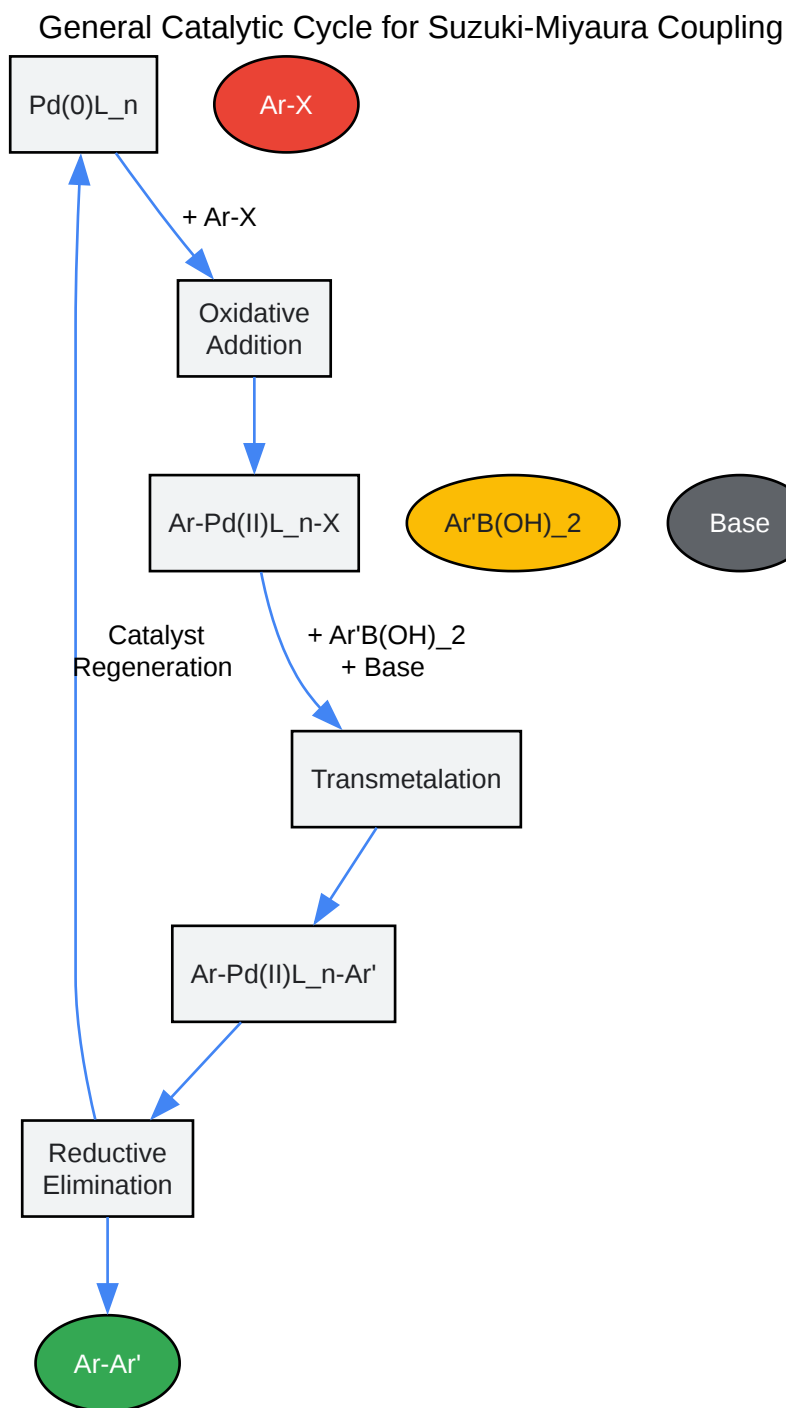 General Catalytic Cycle for Suzuki-Miyaura Coupling
Pd(0)L_n
Ar-X
+ Ar-X
Oxidative
Addition
Ar-Pd(II)L_n-X
Ar'B(OH)_2
Base
Catalyst
Regeneration
+ Ar'B(OH)_2
+ Base
Transmetalation
Ar-Pd(II)L_n-Ar'
Reductive
Elimination
Ar-Ar'